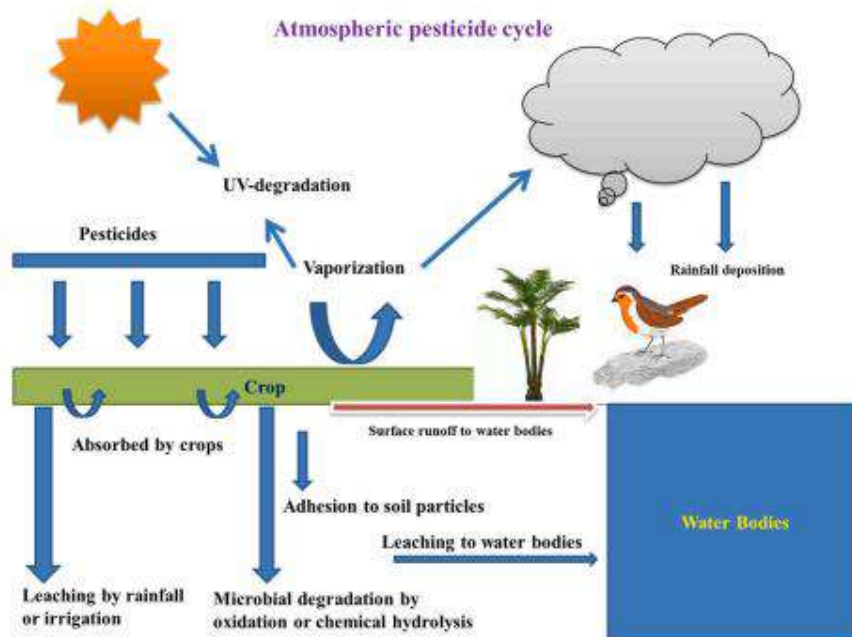 Atmospheric pesticide cycle
UV-degradation
Pesticides
Vaporization
Rainfall deposition
Crop
Absorbed by crops
Surface runoff to water bodies
Adhesion to soil particles
Water Bodies
Leaching to water bodies
Leaching by rainfall
or irrigation
Microbial degradation by
oxidation or chemical hydrolysis